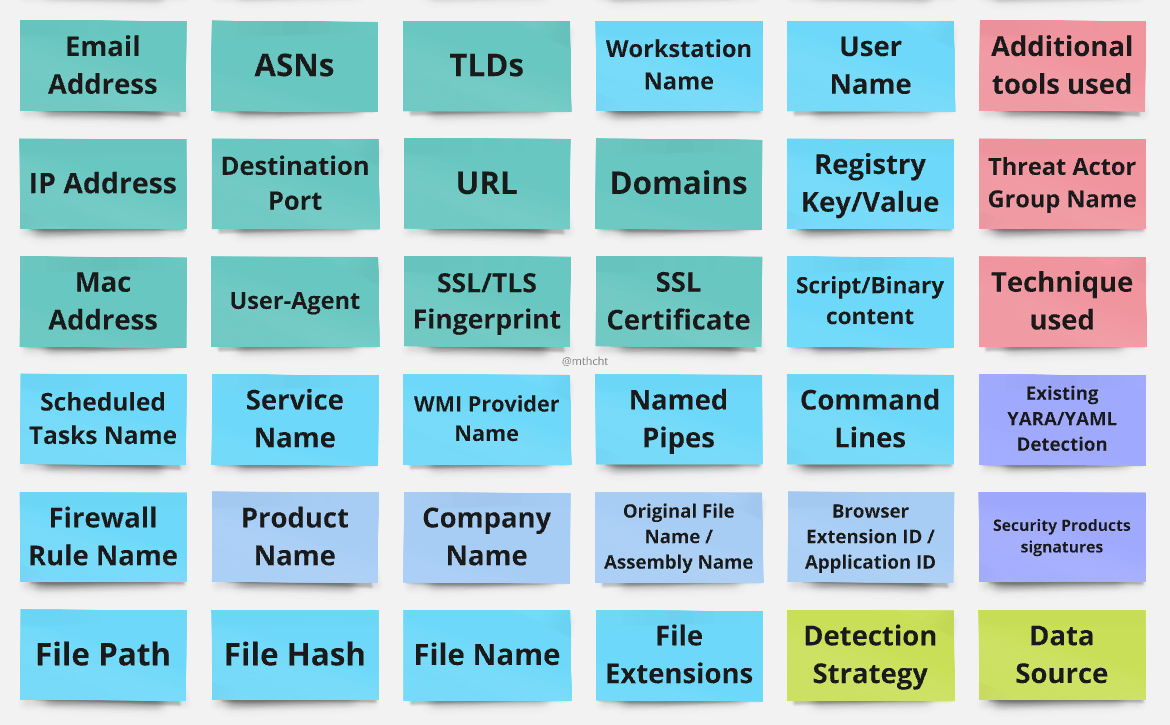 Email
Address
ASNs
TLDs
Workstation
Name
User
Name
Additional
tools used
IP Address
Destination
Port
URL
Domains
Registry
Key/Value
Threat Actor
Group Name
Mac
Address
User-Agent
SSL/TLS
Fingerprint
SSL
Certificate
Script/Binary
content
Technique
used
@mthcht
Scheduled
Tasks Name
Service
Name
WMI Provider
Name
Named
Pipes
Command
Lines
Existing
YARA/YAML
Detection
Firewall
Rule Name
Product
Name
Company
Name
Original File
Name /
Assembly Name
Browser
Extension ID /
Application ID
Security Products
signatures
File Path
File Hash
File Name
File
Extensions
Detection
Strategy
Data
Source